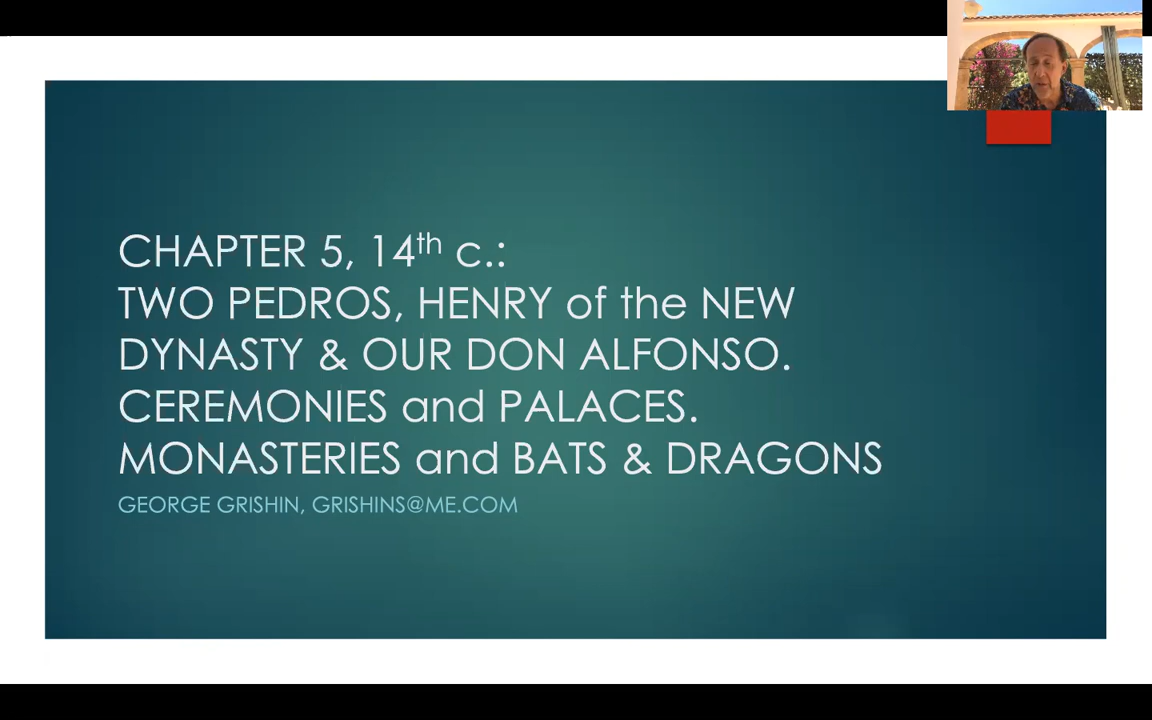 CHAPTER 5, 14th c.:
TWO PEDROS, HENRY of the NEW
DYNASTY & OUR DON ALFONSO.
CEREMONIES and PALACES.
MONASTERIES and BATS & DRAGONS
GEORGE GRISHIN, GRISHINS@ME.COM